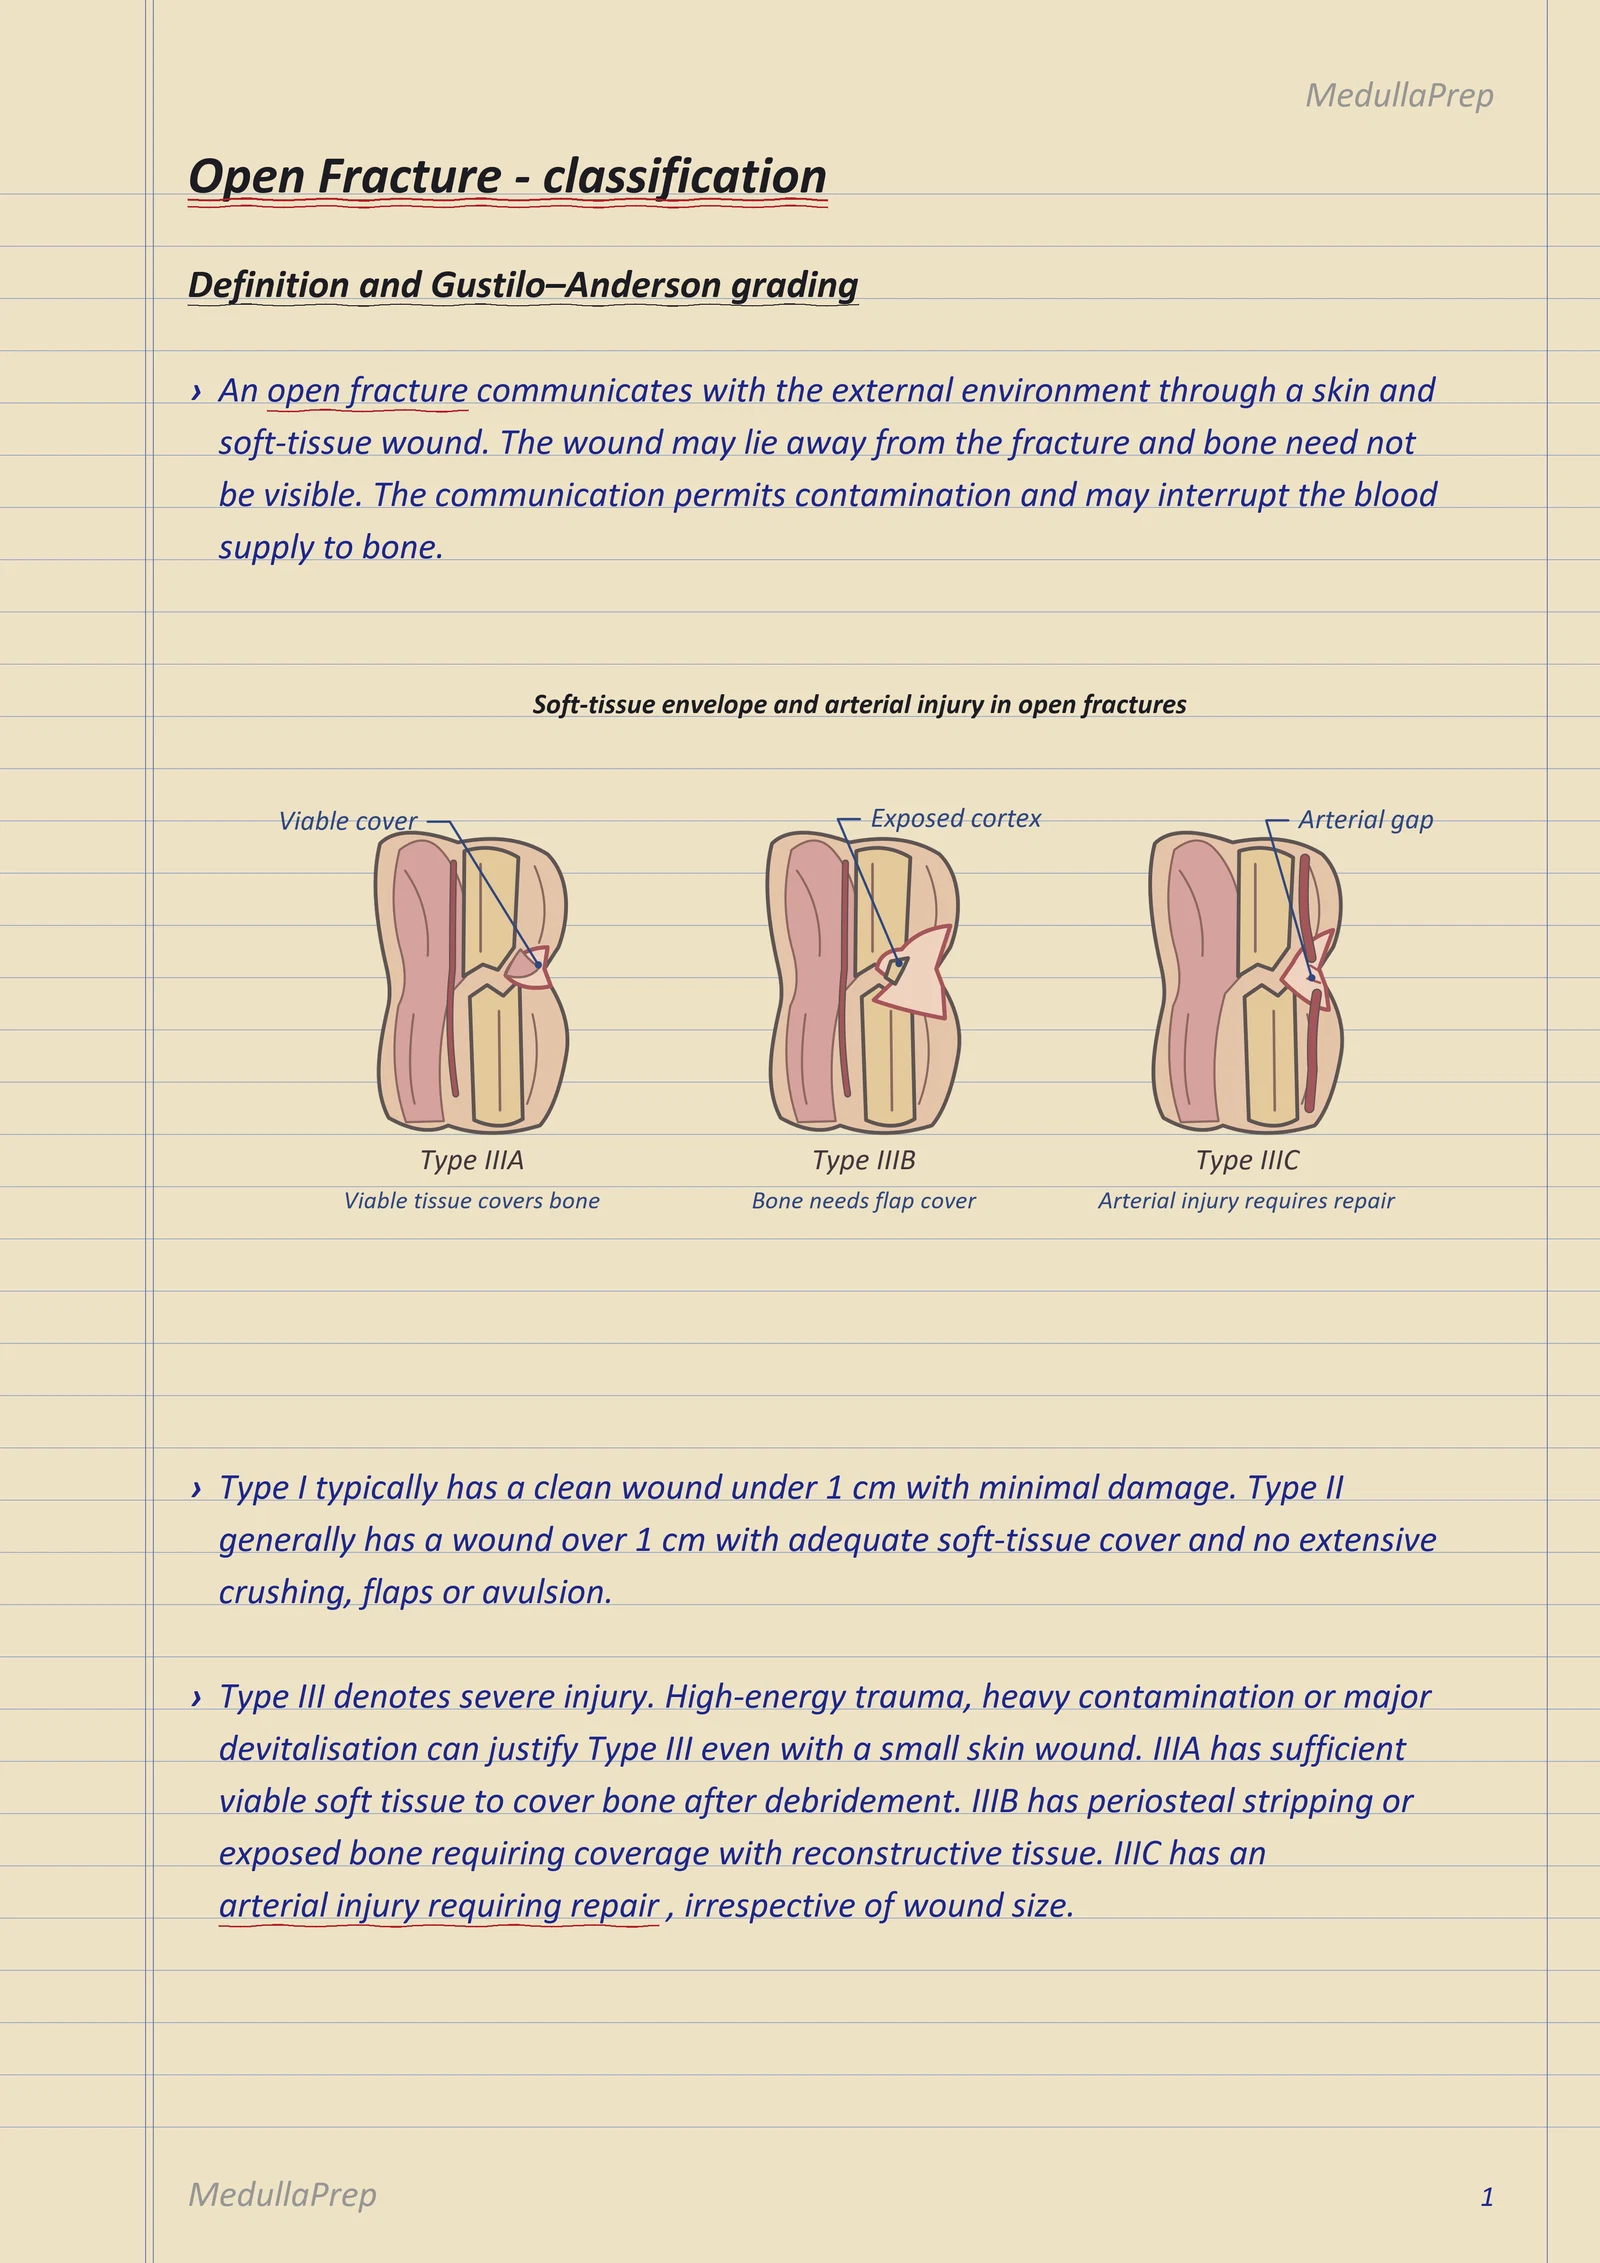 MedullaPrep
Open Fracture - classification
Definition and Gustilo–Anderson grading
› An open fracture communicates with the external environment through a skin and
soft-tissue wound. The wound may lie away from the fracture and bone need not
be visible. The communication permits contamination and may interrupt the blood
supply to bone.
Soft-tissue envelope and arterial injury in open fractures
Viable cover
Exposed cortex
Arterial gap
Type IIIA
Type IIIB
Type IIIC
Viable tissue covers bone
Bone needs flap cover
Arterial injury requires repair
› Type I typically has a clean wound under 1 cm with minimal damage. Type II
generally has a wound over 1 cm with adequate soft-tissue cover and no extensive
crushing, flaps or avulsion.
› Type III denotes severe injury. High-energy trauma, heavy contamination or major
devitalisation can justify Type III even with a small skin wound. IIIA has sufficient
viable soft tissue to cover bone after debridement. IIIB has periosteal stripping or
exposed bone requiring coverage with reconstructive tissue. IIIC has an
arterial injury requiring repair , irrespective of wound size.
MedullaPrep
1